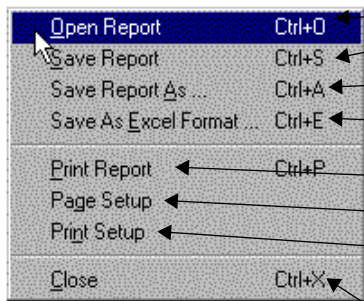 Open Report Ctrl+O
Save Report Ctrl+S
Save Report As ... Ctrl+A
Save As Excel Format ... Ctrl+E
Print Report Ctrl+P
Page Setup
Print Setup
Close Ctrl+X